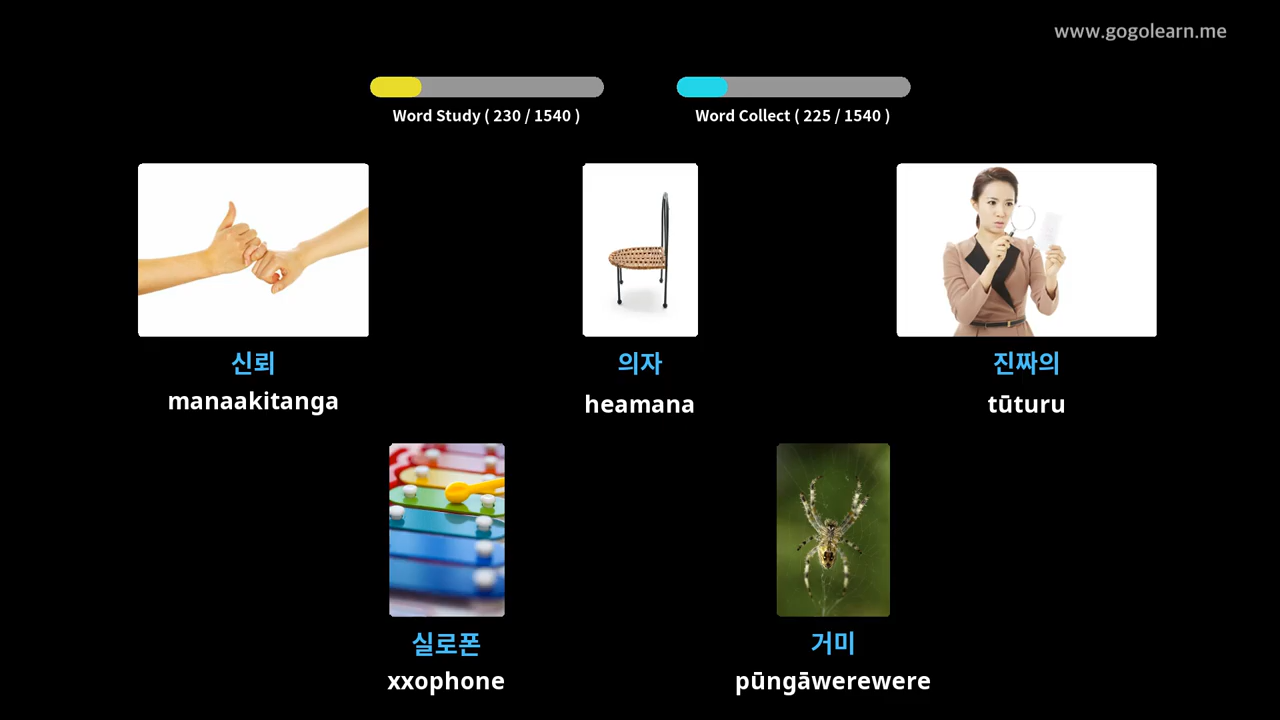 www.gogolearn.me
Word Study ( 230 / 1540 )
Word Collect ( 225 / 1540 )
신뢰
manaakitanga
의자
heamana
진짜의
tūturu
실로폰
xxophone
거미
pūngāwerewere